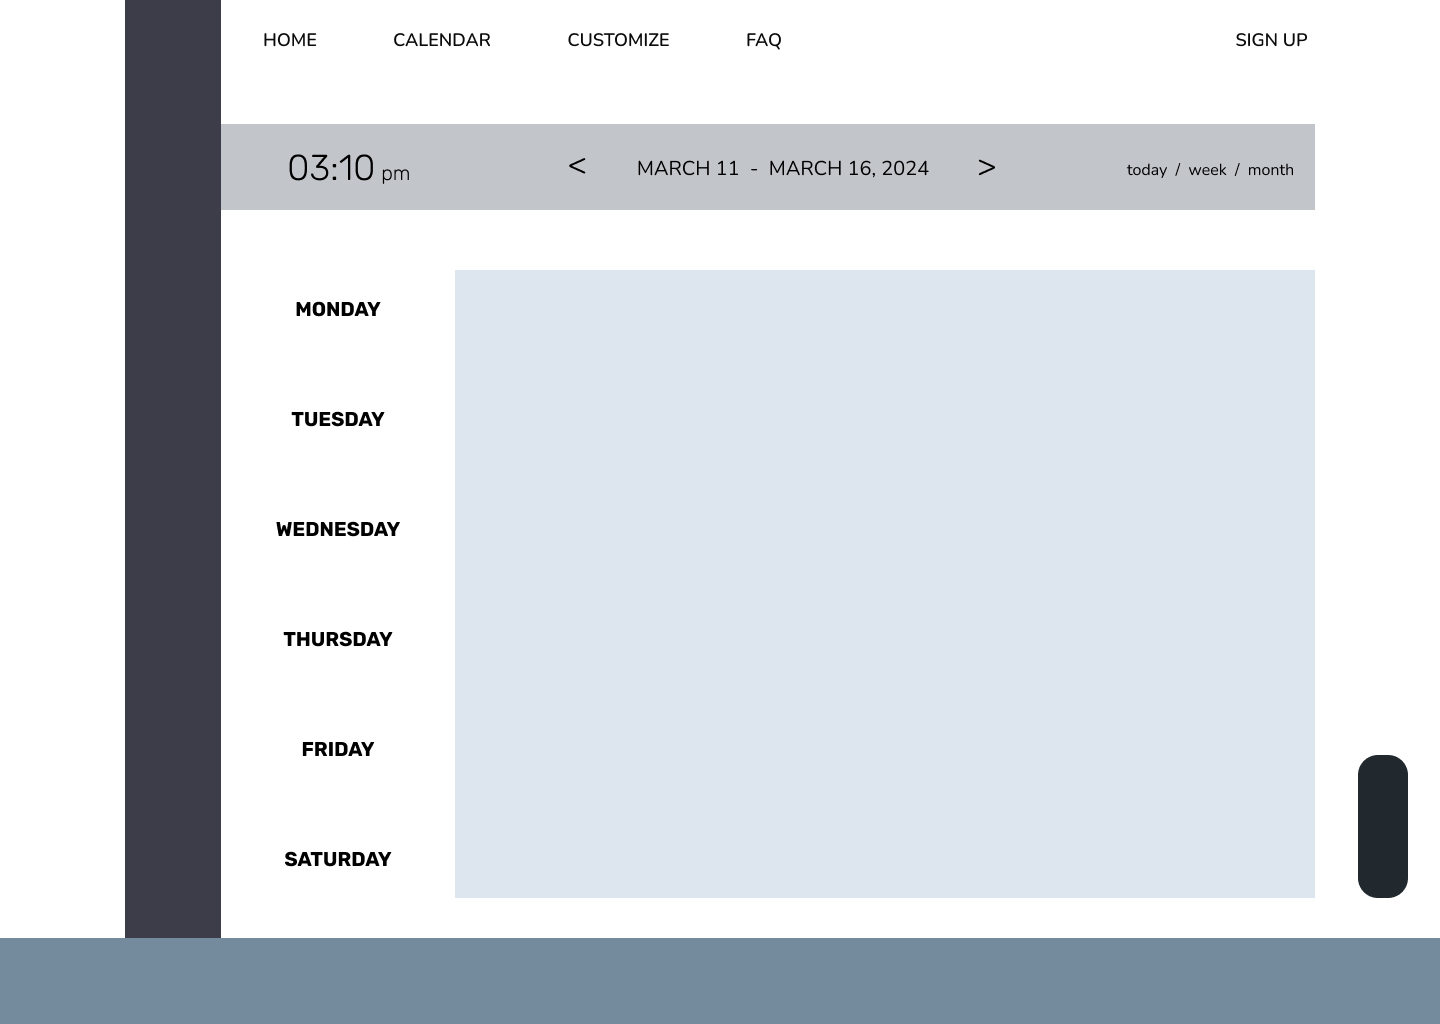 HOME CALENDAR CUSTOMIZE FAQ SIGN UP
03:10 pm < MARCH 11 - MARCH 16, 2024 > today / week / month
MONDAY
TUESDAY
WEDNESDAY
THURSDAY
FRIDAY
SATURDAY